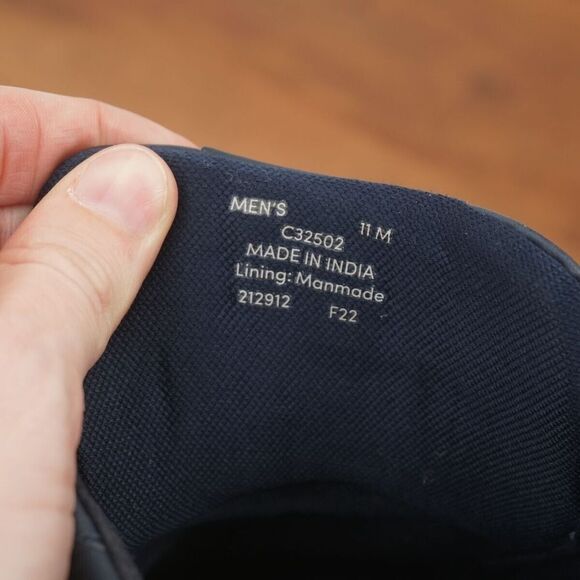 MEN'S
C32502 11 M
MADE IN INDIA
Lining: Manmade
212912 F22